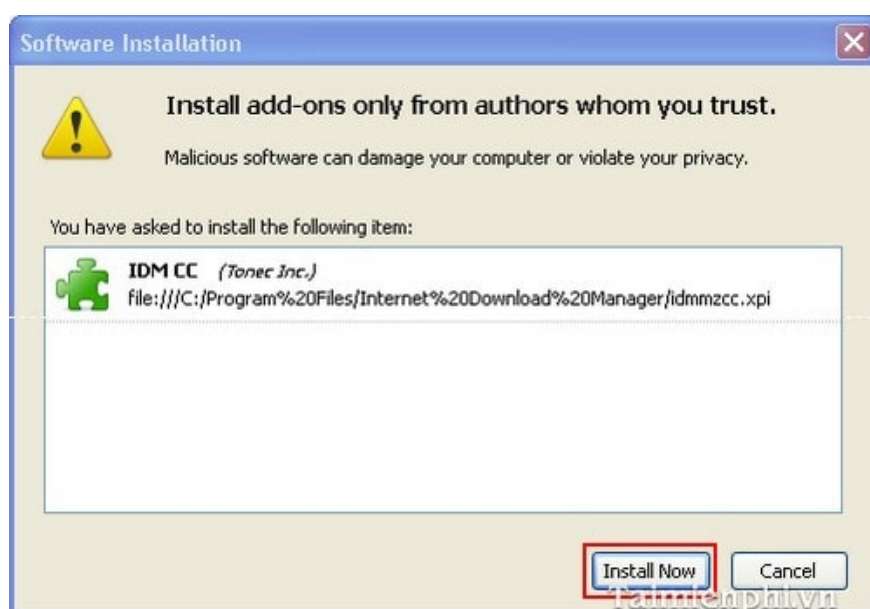 Software Installation
Install add-ons only from authors whom you trust.
Malicious software can damage your computer or violate your privacy.
You have asked to install the following item:
IDM CC (Tonec Inc.)
file:///C:/Program%20Files/Internet%20Download%20Manager/idmmzcc.xpi
Install Now Cancel
Taimienphi.vn